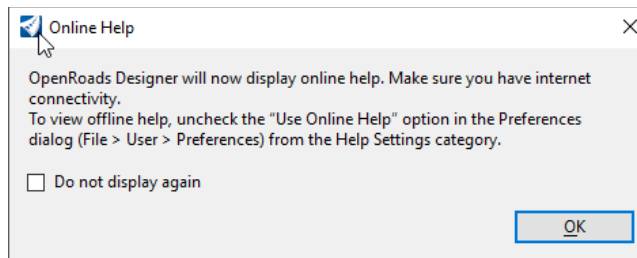 Online Help
OpenRoads Designer will now display online help. Make sure you have internet
connectivity.
To view offline help, uncheck the "Use Online Help" option in the Preferences
dialog (File > User > Preferences) from the Help Settings category.
Do not display again
OK